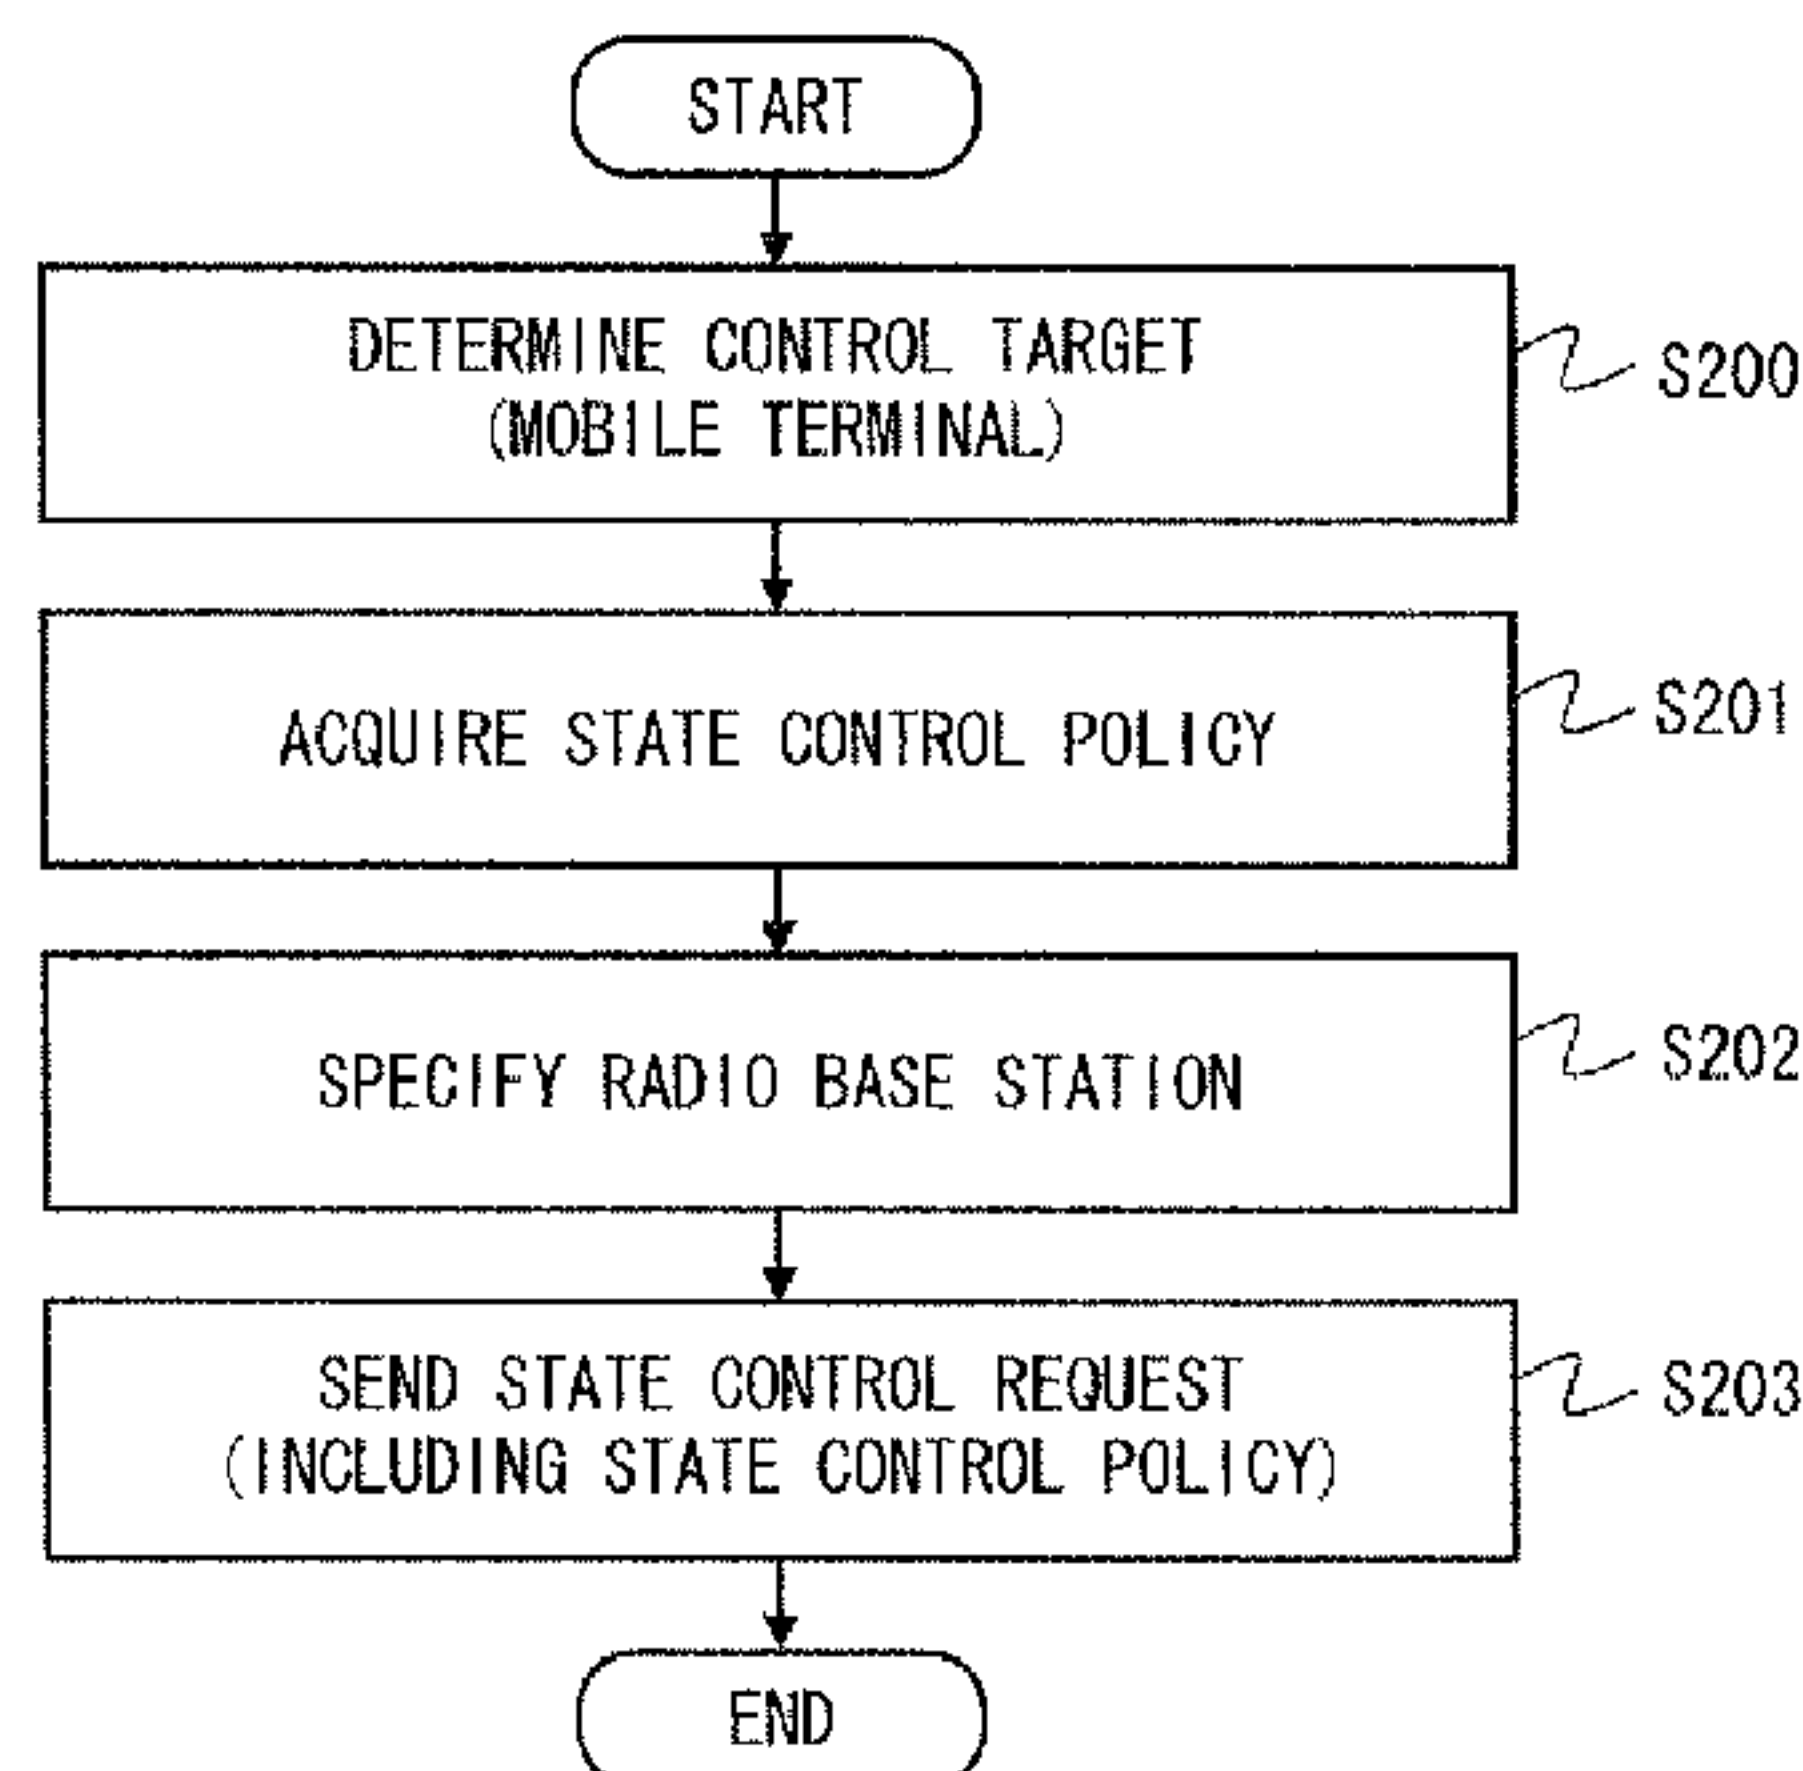 START
DETERMINE CONTROL TARGET
(MOBILE TERMINAL)
S200
ACQUIRE STATE CONTROL POLICY
S201
SPECIFY RADIO BASE STATION
S202
SEND STATE CONTROL REQUEST
(INCLUDING STATE CONTROL POLICY)
S203
END